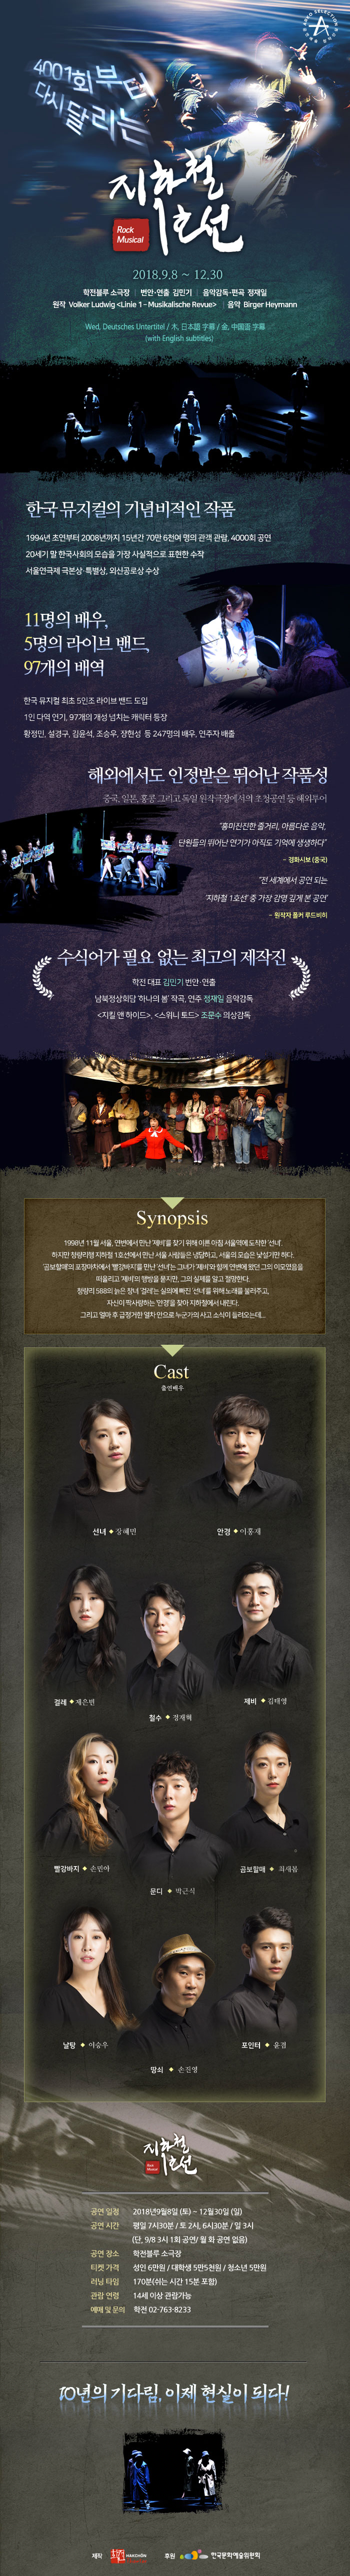 ARKO SELECTION
4001회부터
다시 달리는
지하철
1호선
Rock
Musical
2018.9.8 ~ 12.30
학전블루 소극장 | 번안·연출 김민기 | 음악감독·편곡 정재일
원작 Volker Ludwig <Linie 1 – Musikalische Revue> | 음악 Birger Heymann
Wed, Deutsches Untertitel / 木, 日本語 字幕 / 金, 中国语 字幕
(with English subtitles)
한국 뮤지컬의 기념비적인 작품
1994년 초연부터 2008년까지 15년간 70만 6천여 명의 관객 관람, 4000회 공연
20세기 말 한국사회의 모습을 가장 사실적으로 표현한 수작
서울연극제 극본상·특별상, 외신공로상 수상
11명의 배우,
5명의 라이브 밴드,
97개의 배역
한국 뮤지컬 최초 5인조 라이브 밴드 도입
1인 다역 연기, 97개의 개성 넘치는 캐릭터 등장
황정민, 설경구, 김윤석, 조승우, 장현성 등 247명의 배우, 연주자 배출
해외에서도 인정받은 뛰어난 작품성
중국, 일본, 홍콩 그리고 독일 원작극장에서의 초청공연 등 해외투어
"흥미진진한 줄거리, 아름다운 음악,
단원들의 뛰어난 연기가 아직도 기억에 생생하다"
– 경화시보 (중국)
"전 세계에서 공연 되는
'지하철 1호선' 중 가장 감명 깊게 본 공연"
– 원작자 폴커 루드비히
수식어가 필요 없는 최고의 제작진
학전 대표 김민기 번안·연출
남북정상회담 '하나의 봄' 작곡, 연주 정재일 음악감독
<지킬 앤 하이드>, <스위니 토드> 조문수 의상감독
Synopsis
1998년 11월 서울, 연변에서 만난 '제비'를 찾기 위해 이른 아침 서울역에 도착한 '선녀'.
하지만 청량리행 지하철 1호선에서 만난 서울 사람들은 냉담하고, 서울의 모습은 낯설기만 하다.
'곰보할매'의 포장마차에서 '빨강바지'를 만난 '선녀'는 그녀가 '제비'와 함께 연변에 왔던 그의 이모였음을
떠올리고 '제비'의 행방을 묻지만, 그의 실체를 알고 절망한다.
청량리 588의 늙은 창녀 '걸레'는 실의에 빠진 '선녀'를 위해 노래를 불러주고,
자신이 짝사랑하는 '안경'을 찾아 지하철에서 내린다.
그리고 얼마 후 급정거한 열차 안으로 누군가의 사고 소식이 들려오는데...
Cast
출연배우
선녀 ◆ 장혜민
안경 ◆ 이홍재
걸레 ◆ 제은빈
철수 ◆ 정재혁
제비 ◆ 김태영
빨강바지 ◆ 손민아
문디 ◆ 박근식
곰보할매 ◆ 최새봄
날탕 ◆ 이승우
땅쇠 ◆ 손진영
포인터 ◆ 윤겸
지하철
1호선
Rock
Musical
공연 일정 2018년9월8일 (토) ~ 12월30일 (일)
공연 시간 평일 7시30분 / 토 2시, 6시30분 / 일 3시
(단, 9/8 3시 1회 공연/ 월 화 공연 없음)
공연 장소 학전블루 소극장
티켓 가격 성인 6만원 / 대학생 5만5천원 / 청소년 5만원
러닝 타임 170분(쉬는 시간 15분 포함)
관람 연령 14세 이상 관람가능
예매 및 문의 학전 02-763-8233
10년의 기다림, 이제 현실이 되다!
제작 학전 HAKCHON
후원 한국문화예술위원회